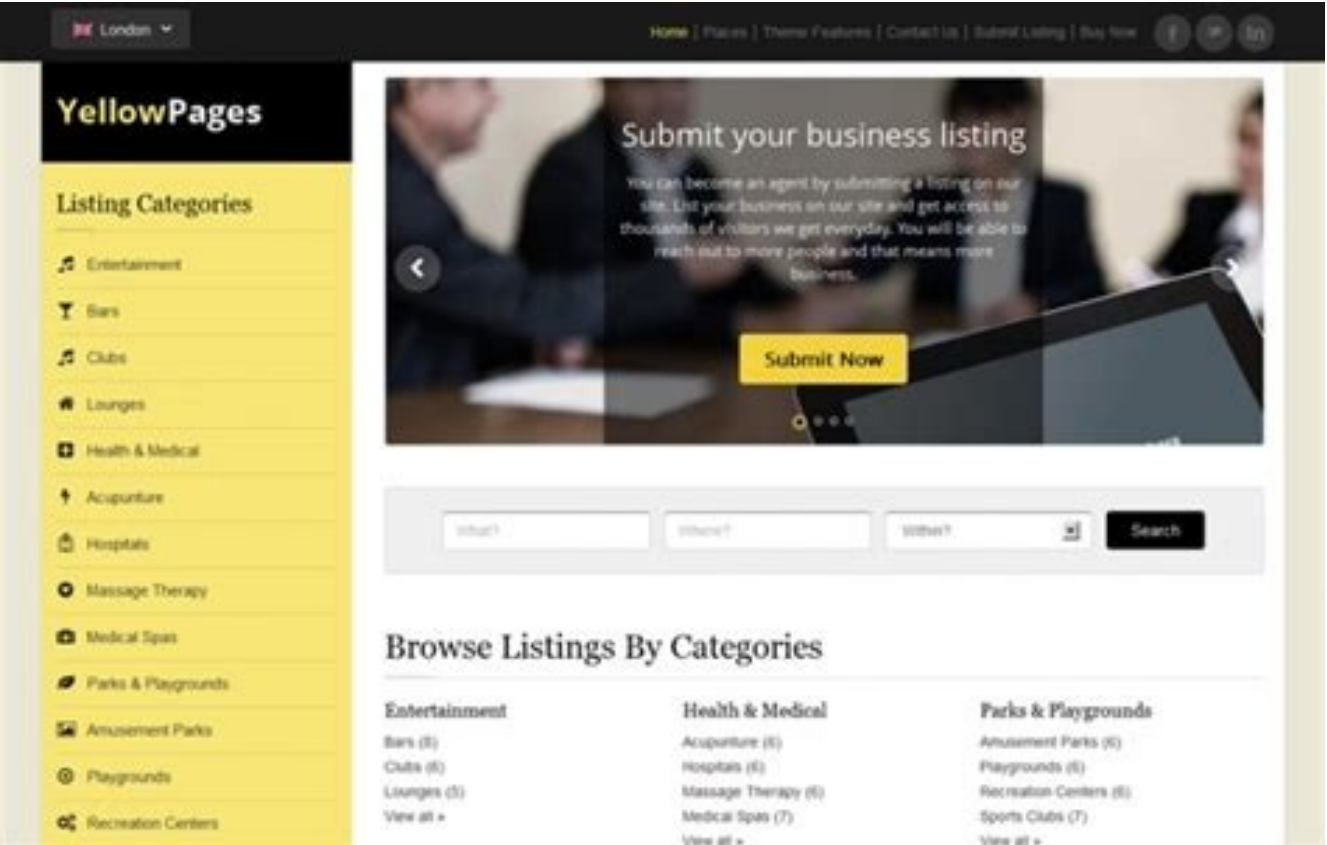 London
Home | Places | Theme Features | Contact Us | Submit Listing | Buy Now
f in
YellowPages
Listing Categories
Entertainment
Bars
Clubs
Lounges
Health & Medical
Acupunture
Hospitals
Massage Therapy
Medical Spas
Parks & Playgrounds
Amusement Parks
Playgrounds
Recreation Centers
Submit your business listing
You can become an agent by submitting a listing on our
site. List your business on our site and get access to
thousands of visitors we get everyday. You will be able to
reach out to more people and that means more
business.
Submit Now
What?
Where?
Within?
Search
Browse Listings By Categories
Entertainment
Bars
Clubs (6)
Lounges (5)
View all »
Health & Medical
Acupunture (6)
Hospitals (6)
Massage Therapy (6)
Medical Spas (7)
View all »
Parks & Playgrounds
Amusement Parks (6)
Playgrounds (6)
Recreation Centers (6)
Sports Clubs (7)
View all »